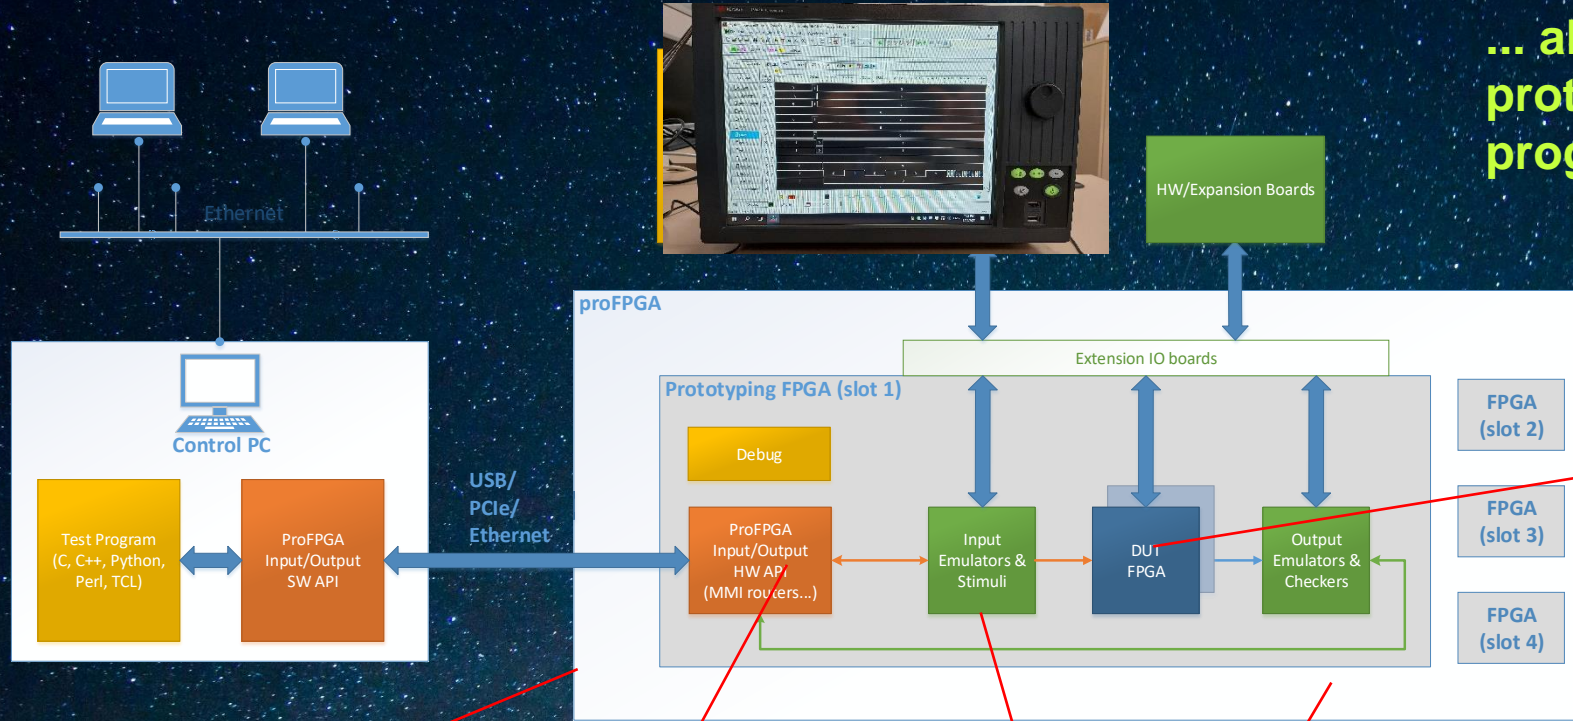 ... al
prot
prog
Ethernet
HW/Expansion Boards
proFPGA
Extension IO boards
Prototyping FPGA (slot 1)
Control PC
Debug
FPGA
(slot 2)
USB/
PCIe/
Ethernet
Test Program
(C, C++, Python,
Perl, TCL)
ProFPGA
Input/Output
SW API
ProFPGA
Input/Output
HW API
(MMI routers...)
Input
Emulators &
Stimuli
DUT
FPGA
Output
Emulators &
Checkers
FPGA
(slot 3)
FPGA
(slot 4)